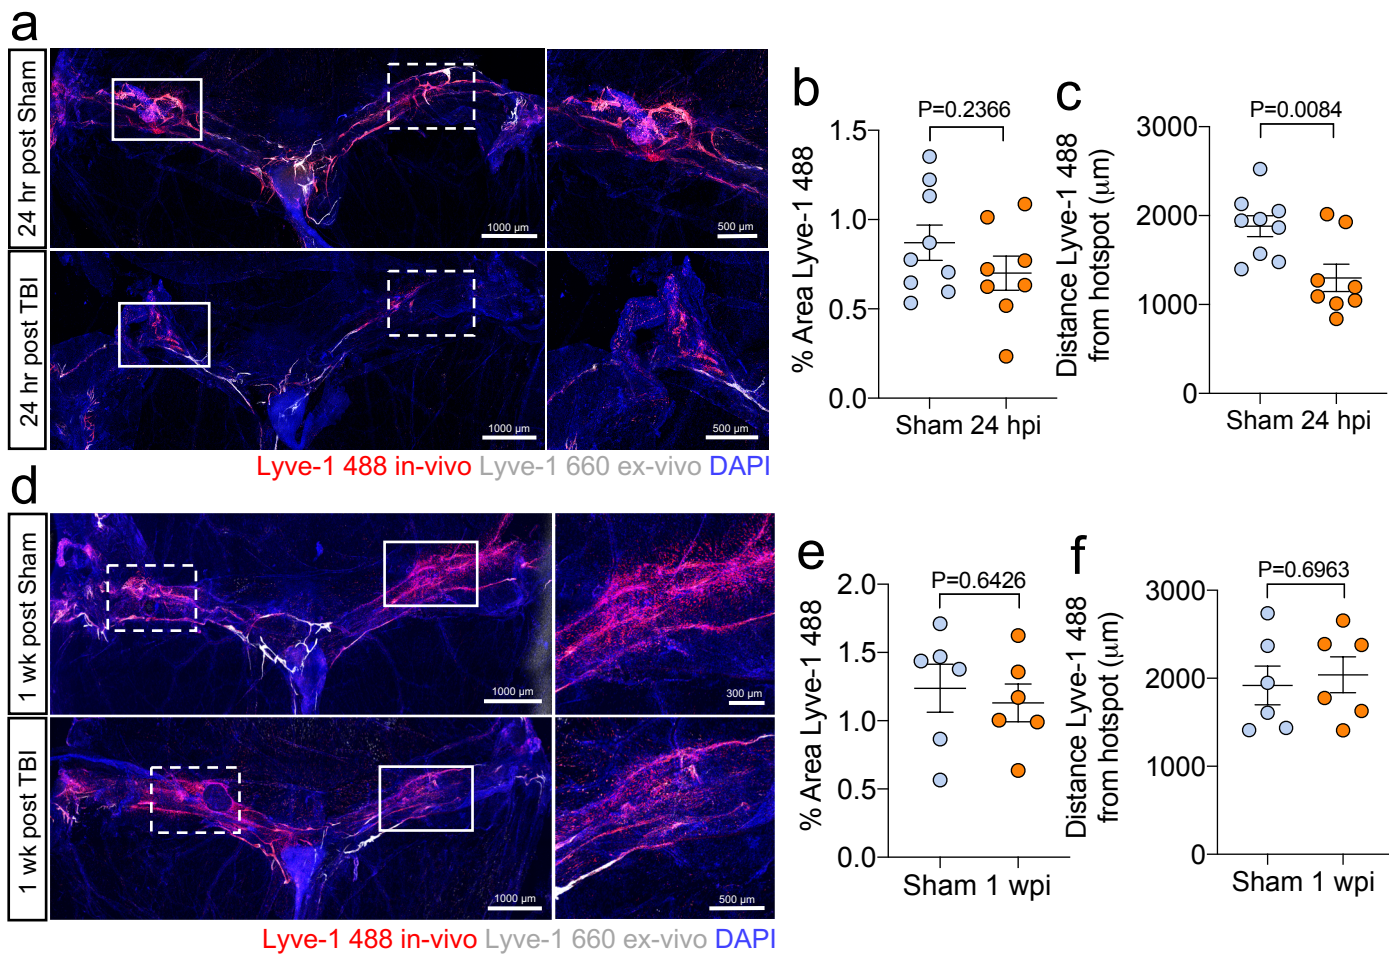 a
24 hr post Sham
1000 µm
500 µm
24 hr post TBI
1000 µm
500 µm
Lyve-1 488 in-vivo Lyve-1 660 ex-vivo DAPI
b
P=0.2366
% Area Lyve-1 488
1.5
1.0
0.5
0.0
Sham 24 hpi
c
P=0.0084
Distance Lyve-1 488
from hotspot (µm)
3000
2000
1000
0
Sham 24 hpi
d
1 wk post Sham
1000 µm
300 µm
1 wk post TBI
1000 µm
500 µm
Lyve-1 488 in-vivo Lyve-1 660 ex-vivo DAPI
e
P=0.6426
% Area Lyve-1 488
2.0
1.5
1.0
0.5
0.0
Sham 1 wpi
f
P=0.6963
Distance Lyve-1 488
from hotspot (µm)
3000
2000
1000
0
Sham 1 wpi